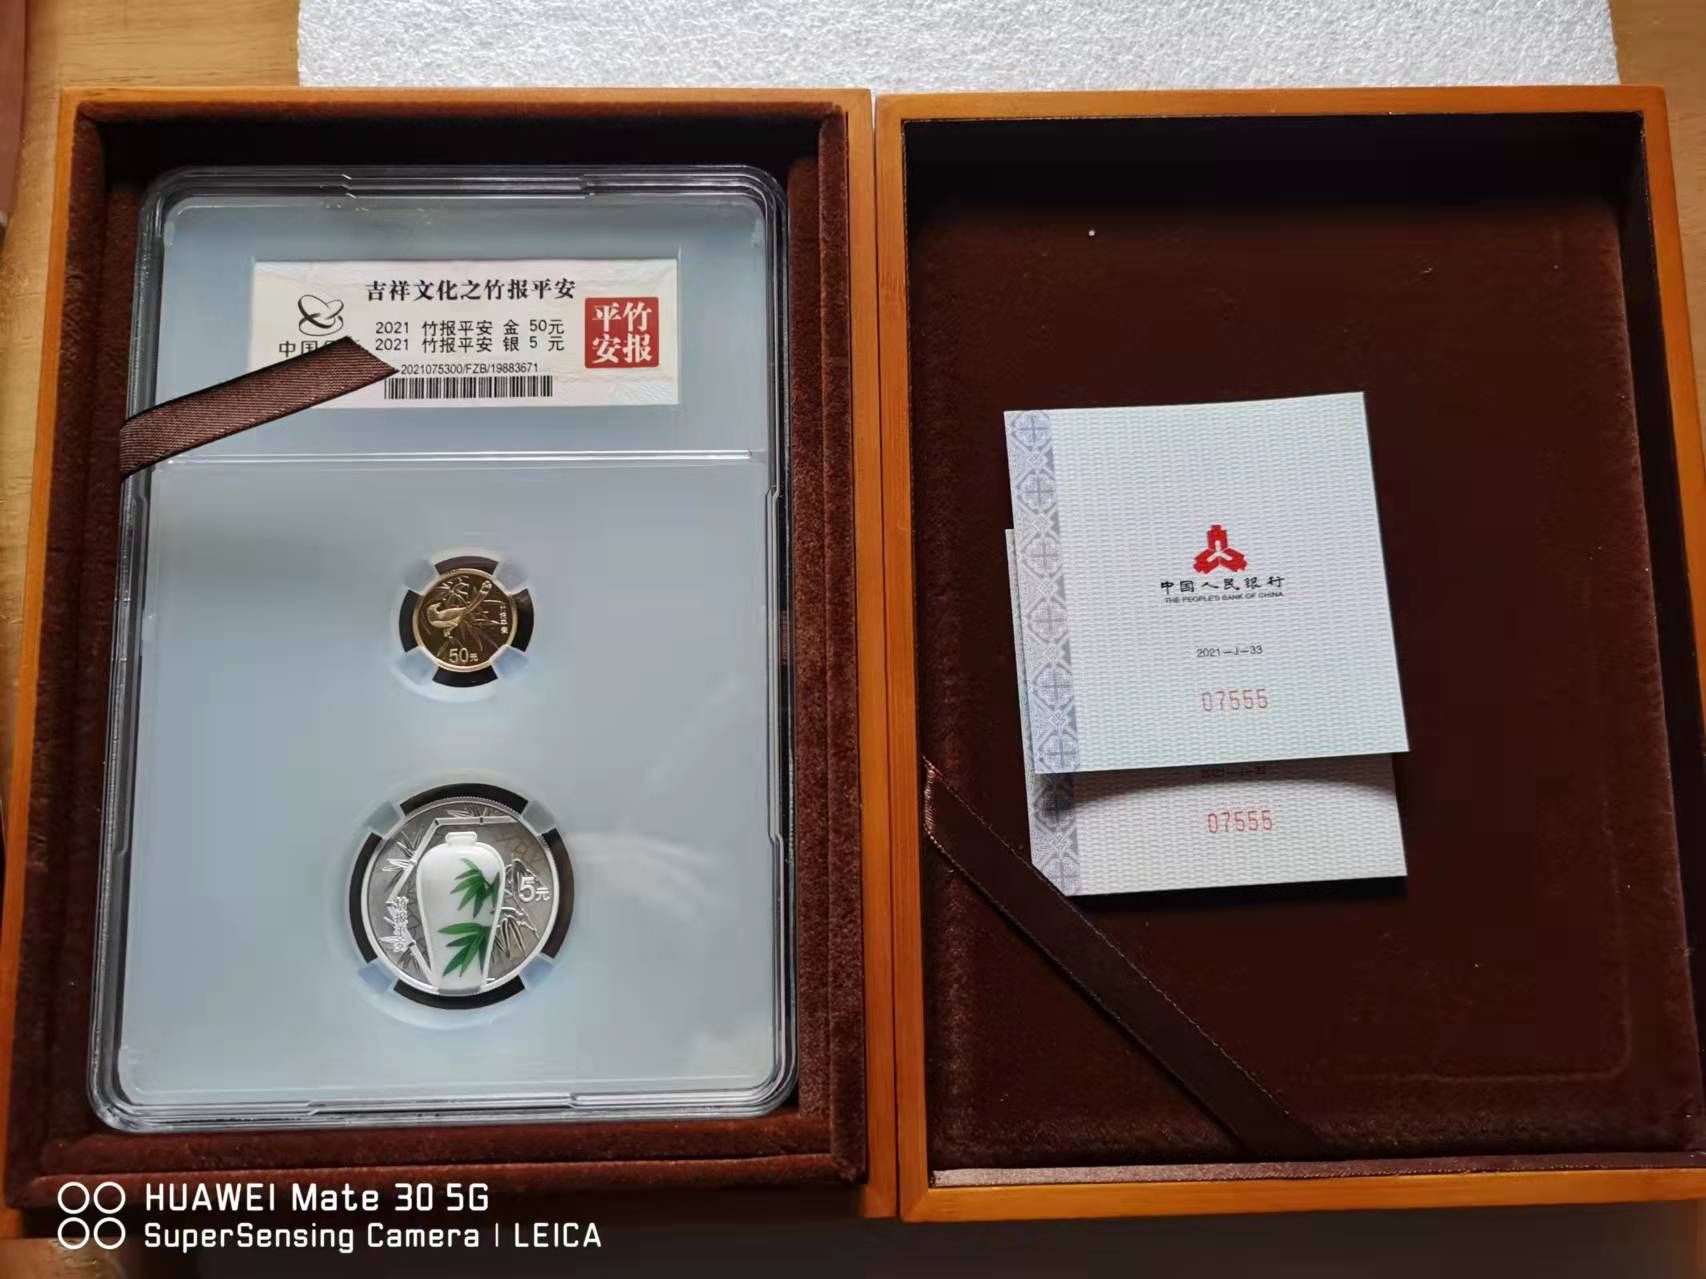 吉祥文化之竹报平安
2021 竹报平安 金 50元
2021 竹报平安 银 5 元
中国
2021075300/FZB/19883671
平竹
安报
50元
5元
中国人民银行
THE PEOPLE'S BANK OF CHINA
2021-J-33
07555
07555
HUAWEI Mate 30 5G
SuperSensing Camera | LEICA